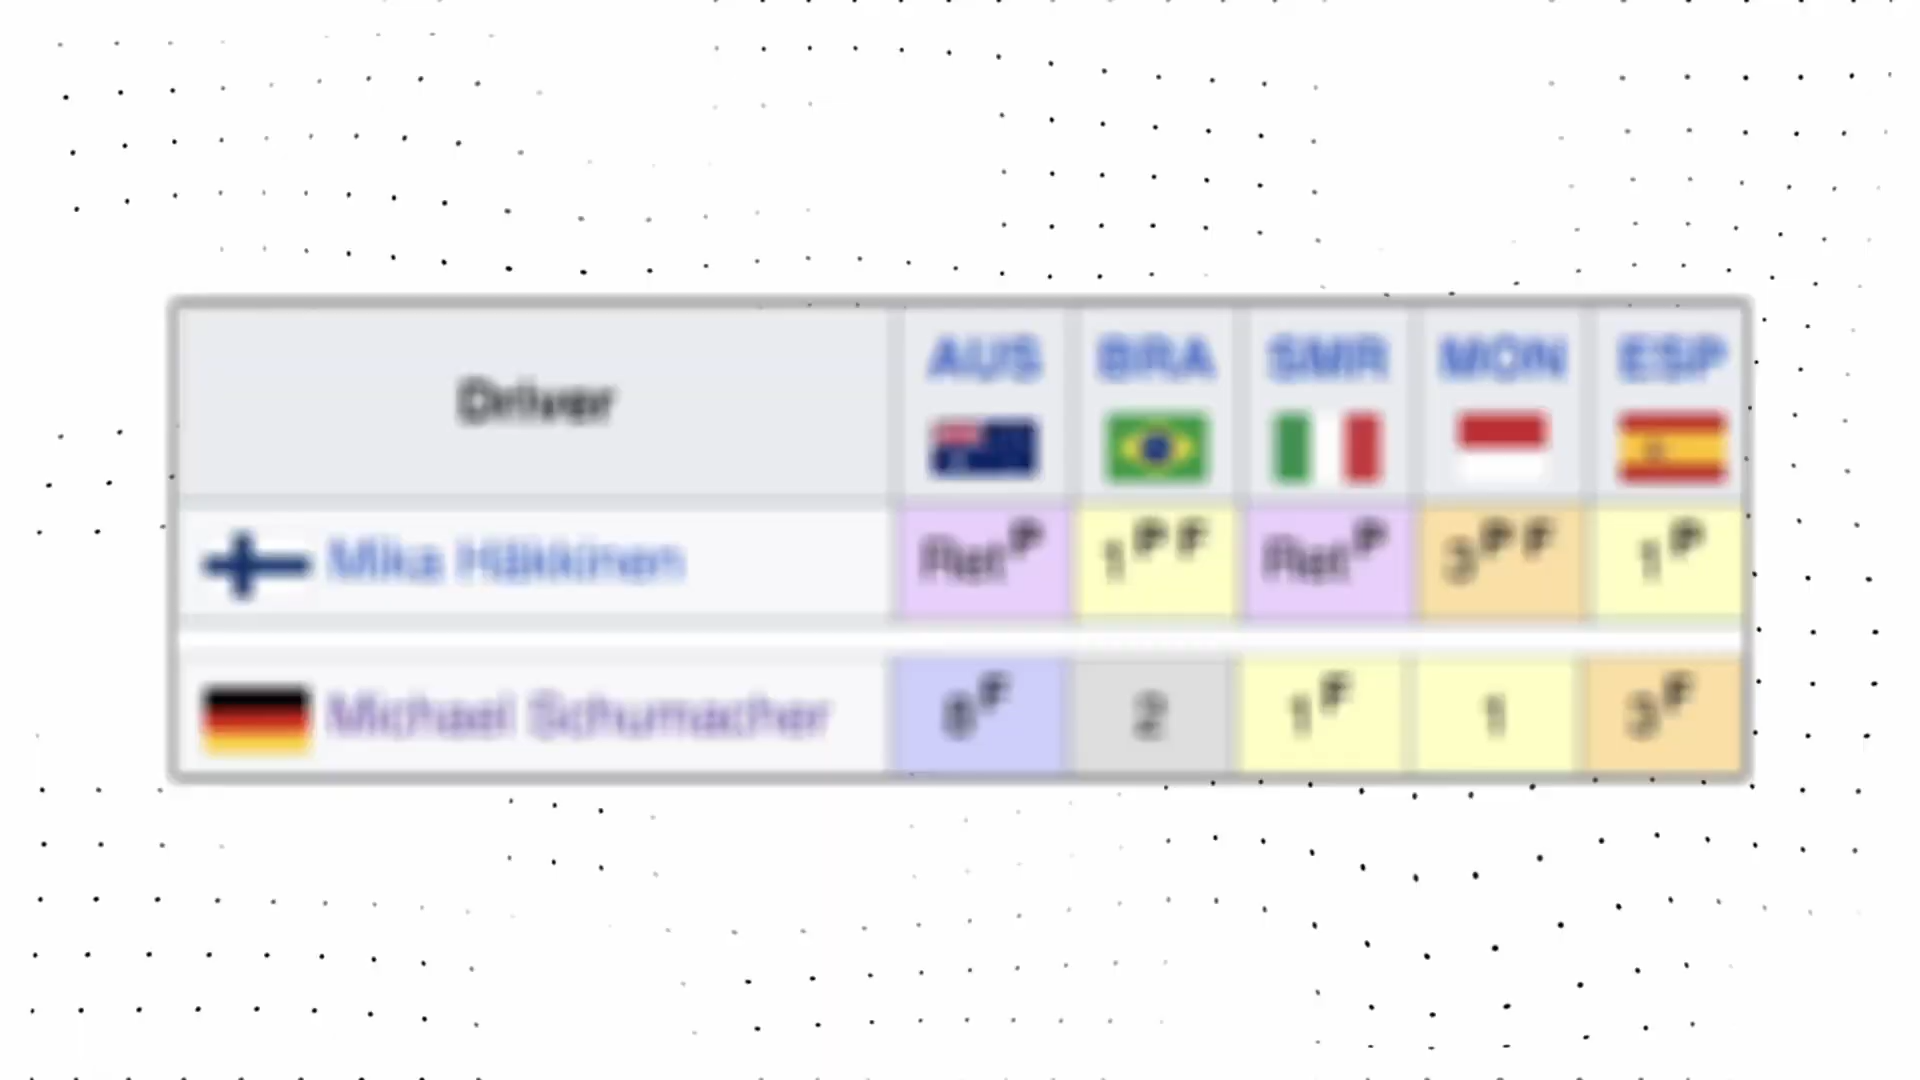 Driver AUS BRA SMR MON ESP
Mika Häkkinen Ret P 1 P F Ret P 3 P F 1 P
Michael Schumacher 8 F 2 1 F 1 3 F